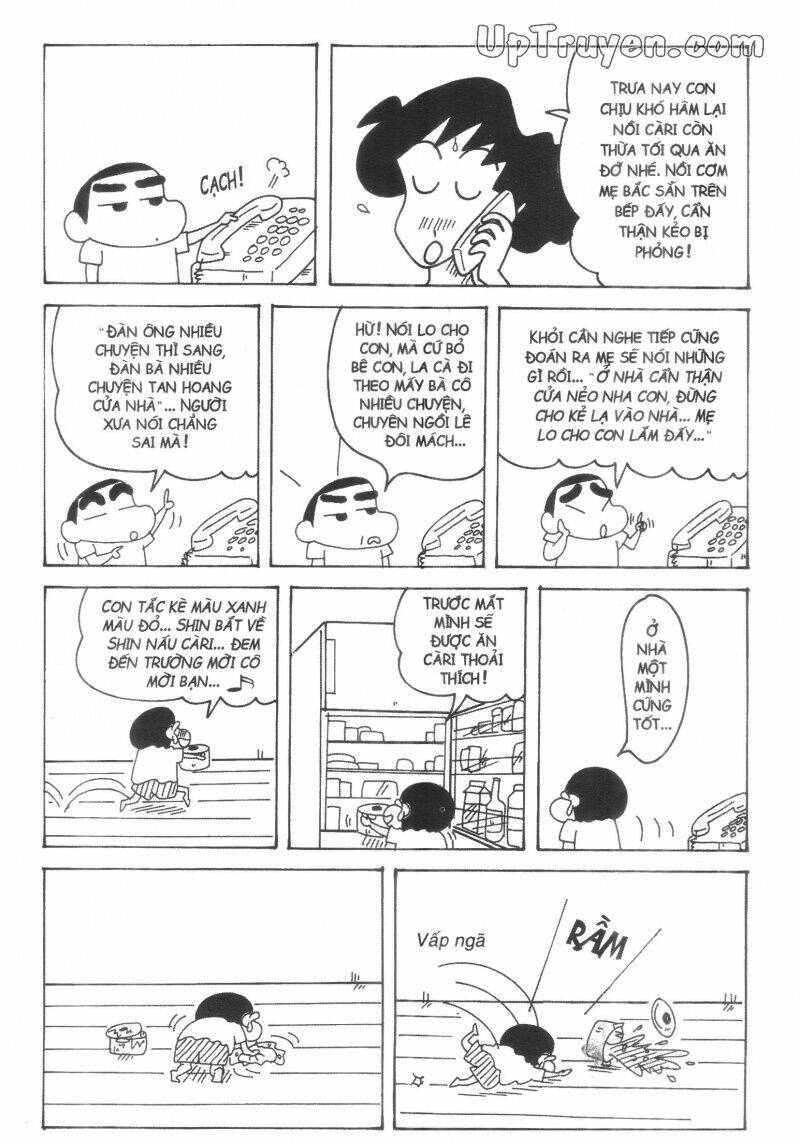 UpTruyen.com
TRƯA NAY CON
CHỊU KHÓ HÂM LẠI
NỒI CÀRI CÒN
THỪA TỐI QUA ĂN
ĐỠ NHÉ. NỒI CƠM
MẸ BẮC SẴN TRÊN
BẾP ĐẤY, CẨN
THẬN KẺO BỊ
PHỎNG!
CẠCH!
KHỎI CẦN NGHE TIẾP CŨNG
ĐOÁN RA MẸ SẼ NÓI NHỮNG
GÌ RỒI... "Ở NHÀ CẨN THẬN
CỬA NẺO NHA CON, ĐỪNG
CHO KẺ LẠ VÀO NHÀ... MẸ
LO CHO CON LẮM ĐẤY..."
HỪ! NÓI LO CHO
CON, MÀ CỨ BỎ
BÊ CON, LA CÀ ĐI
THEO MẤY BÀ CÔ
NHIỀU CHUYỆN,
CHUYÊN NGỒI LÊ
ĐÔI MÁCH...
"ĐÀN ÔNG NHIỀU
CHUYỆN THÌ SANG,
ĐÀN BÀ NHIỀU
CHUYỆN TAN HOANG
CỬA NHÀ"... NGƯỜI
XƯA NÓI CHẲNG
SAI MÀ!
Ở
NHÀ
MỘT
MÌNH
CŨNG
TỐT...
TRƯỚC MẮT
MÌNH SẼ
ĐƯỢC ĂN
CÀRI THOẢI
THÍCH!
CON TẮC KÈ MÀU XANH
MÀU ĐỎ... SHIN BẮT VỀ
SHIN NẤU CÀRI... ĐEM
ĐẾN TRƯỜNG MỜI CÔ
MỜI BẠN...
Vấp ngã
RẦM